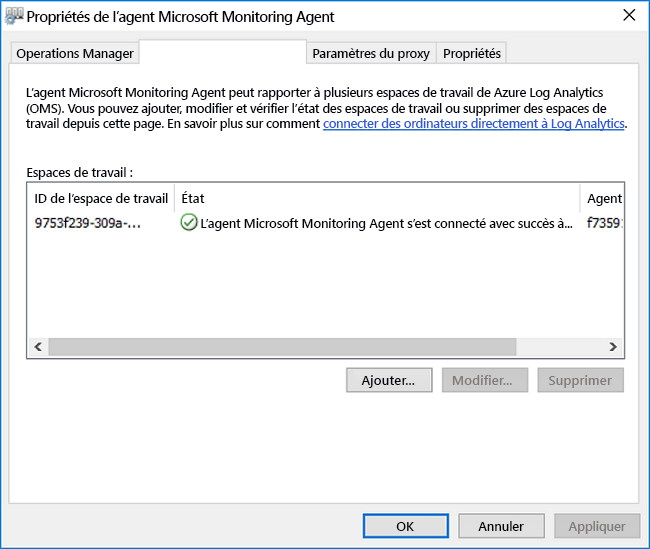 Propriétés de l’agent Microsoft Monitoring Agent
Operations Manager
Paramètres du proxy
Propriétés
L’agent Microsoft Monitoring Agent peut rapporter à plusieurs espaces de travail de Azure Log Analytics
(OMS). Vous pouvez ajouter, modifier et vérifier l’état des espaces de travail ou supprimer des espaces de
travail depuis cette page. En savoir plus sur comment connecter des ordinateurs directement à Log Analytics.
Espaces de travail :
ID de l’espace de travail État Agent
9753f239-309a-... L’agent Microsoft Monitoring Agent s’est connecté avec succès à... f7359
Ajouter... Modifier... Supprimer
OK Annuler Appliquer